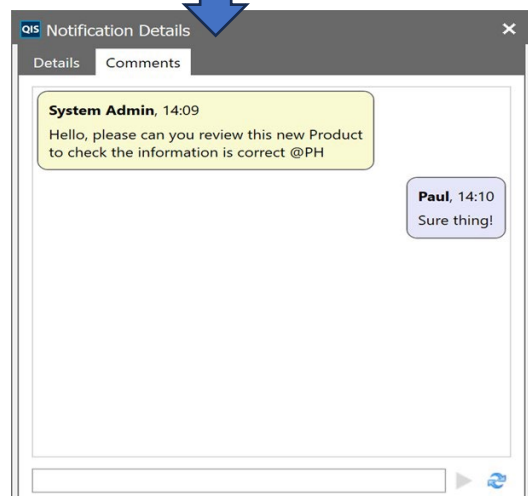 QIS Notification Details
Details Comments
System Admin, 14:09
Hello, please can you review this new Product
to check the information is correct @PH
Paul, 14:10
Sure thing!